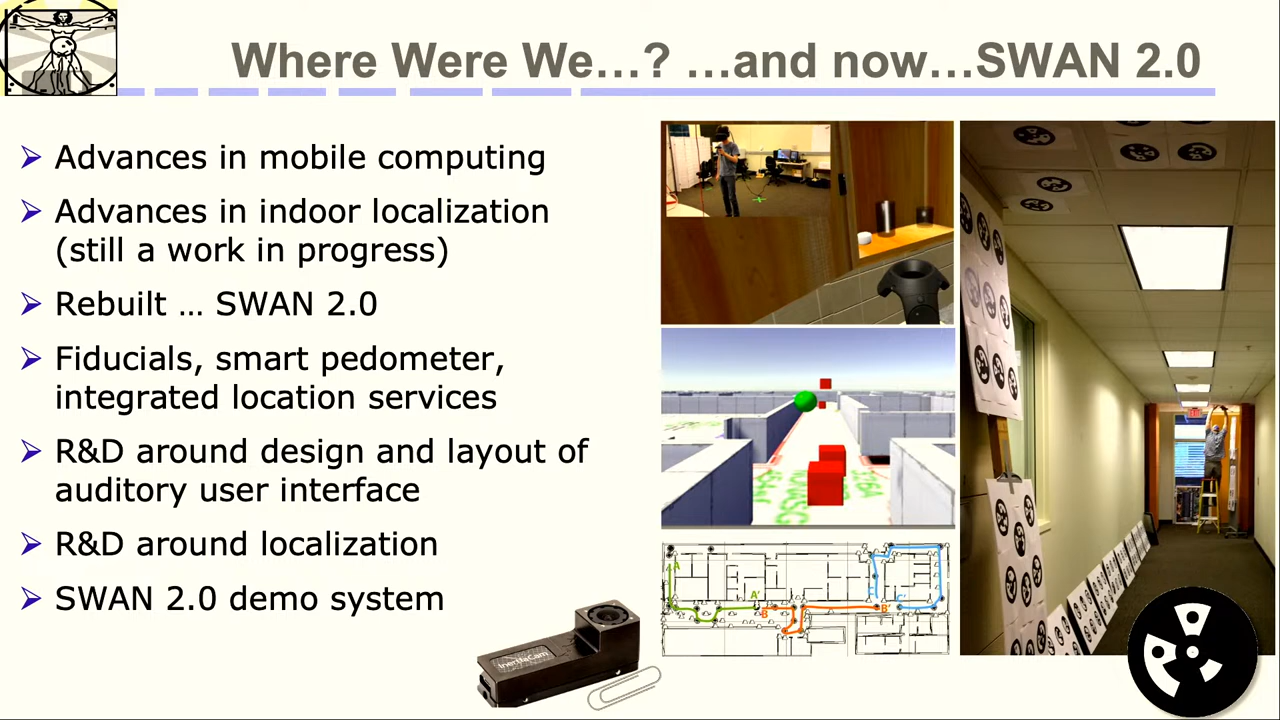 Where Were We…? …and now…SWAN 2.0
Advances in mobile computing
Advances in indoor localization
(still a work in progress)
Rebuilt … SWAN 2.0
Fiducials, smart pedometer,
integrated location services
R&D around design and layout of
auditory user interface
R&D around localization
SWAN 2.0 demo system
InertiaCam
A
A'
B
B'
C'